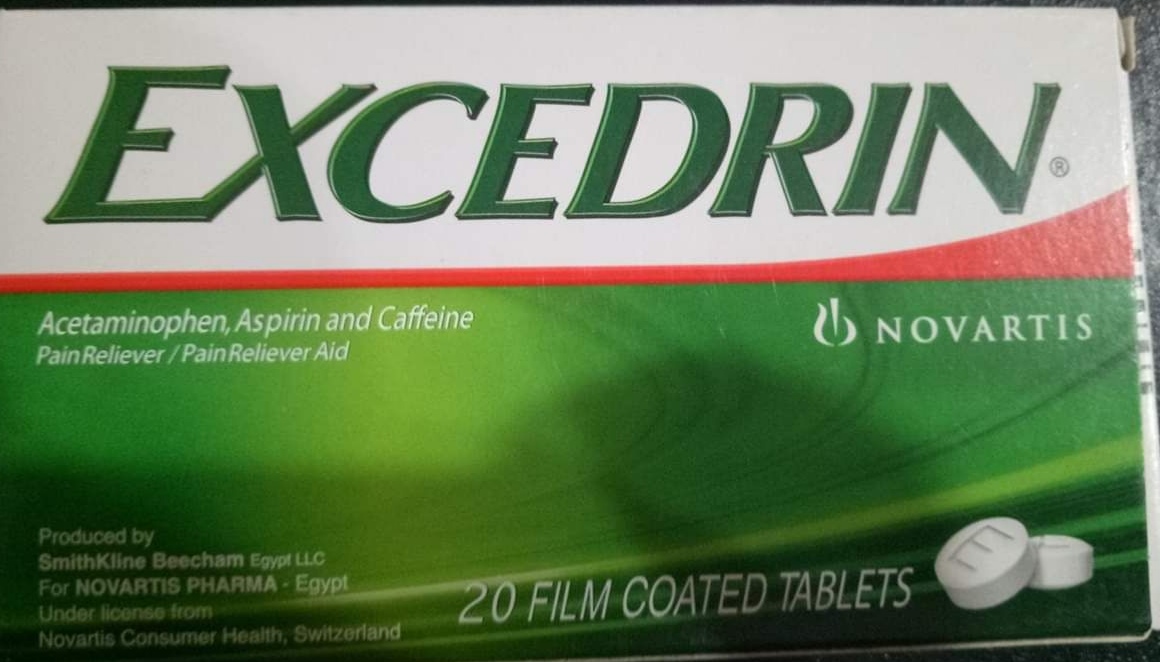 EXCEDRIN®
Acetaminophen, Aspirin and Caffeine
Pain Reliever / Pain Reliever Aid
NOVARTIS
Produced by
SmithKline Beecham Egypt LLC
For NOVARTIS PHARMA - Egypt
Under license from
Novartis Consumer Health, Switzerland
20 FILM COATED TABLETS
E